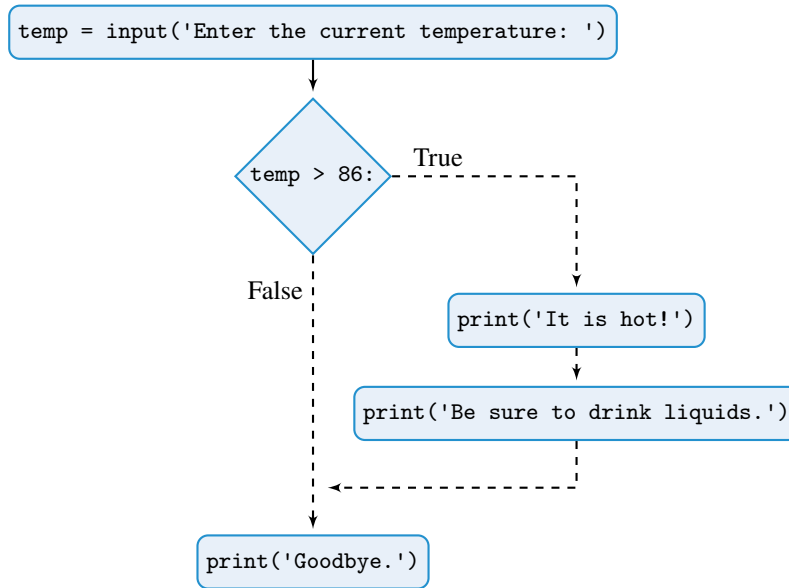 temp = input('Enter the current temperature: ')
True
temp > 86:
False
print('It is hot!')
print('Be sure to drink liquids.')
print('Goodbye.')